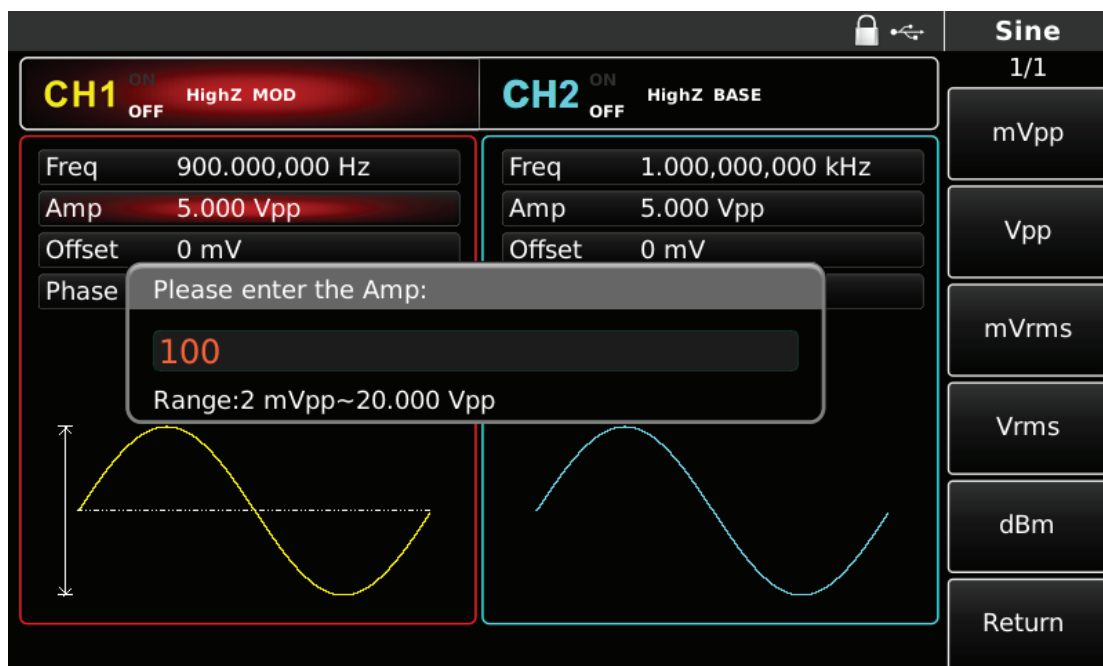 Sine
1/1
CH1 ON OFF HighZ MOD
CH2 ON OFF HighZ BASE
Freq 900.000,000 Hz
Amp 5.000 Vpp
Offset 0 mV
Phase
Freq 1.000,000,000 kHz
Amp 5.000 Vpp
Offset 0 mV
Please enter the Amp:
100
Range:2 mVpp~20.000 Vpp
mVpp
Vpp
mVrms
Vrms
dBm
Return